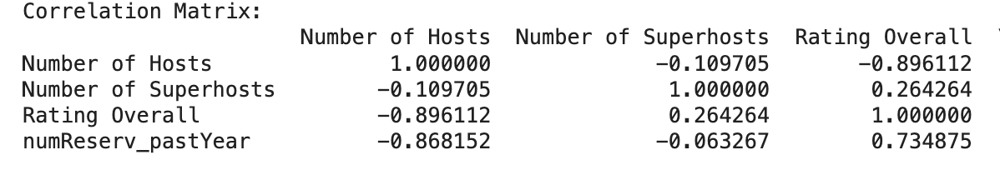 Correlation Matrix:
Number of Hosts  Number of Superhosts  Rating Overall
Number of Hosts  1.000000  -0.109705  -0.896112
Number of Superhosts  -0.109705  1.000000  0.264264
Rating Overall  -0.896112  0.264264  1.000000
numReserv_pastYear  -0.868152  -0.063267  0.734875